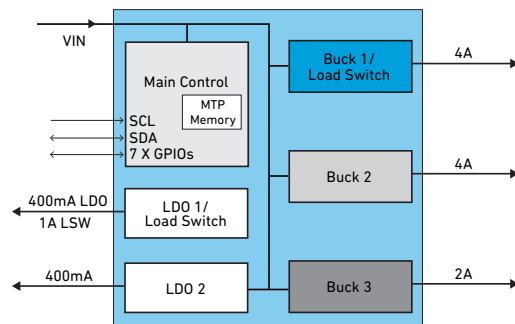 VIN
Main Control
MTP
Memory
SCL
SDA
7 X GPIOs
Buck 1/
Load Switch
4A
Buck 2
4A
400mA LDO
1A LSW
LDO 1/
Load Switch
400mA
LDO 2
Buck 3
2A